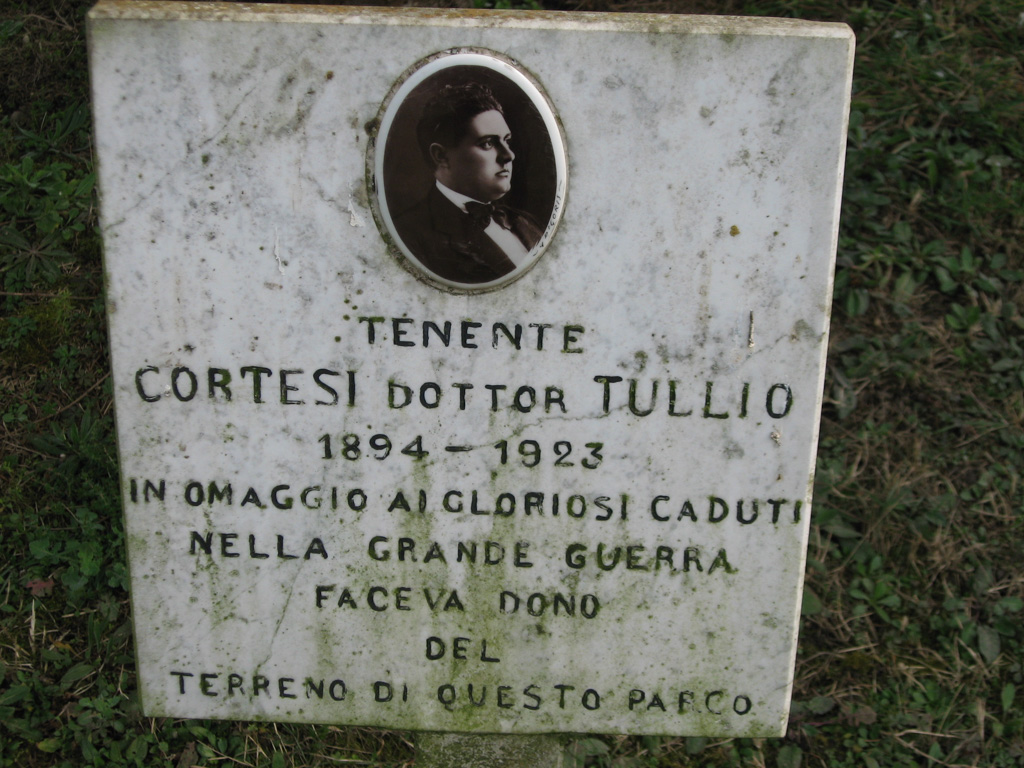 TENENTE
CORTESI DOTTOR TULLIO
1894 - 1923
IN OMAGGIO AI GLORIOSI CADUTI
NELLA GRANDE GUERRA
FACEVA DONO
DEL
TERRENO DI QUESTO PARCO